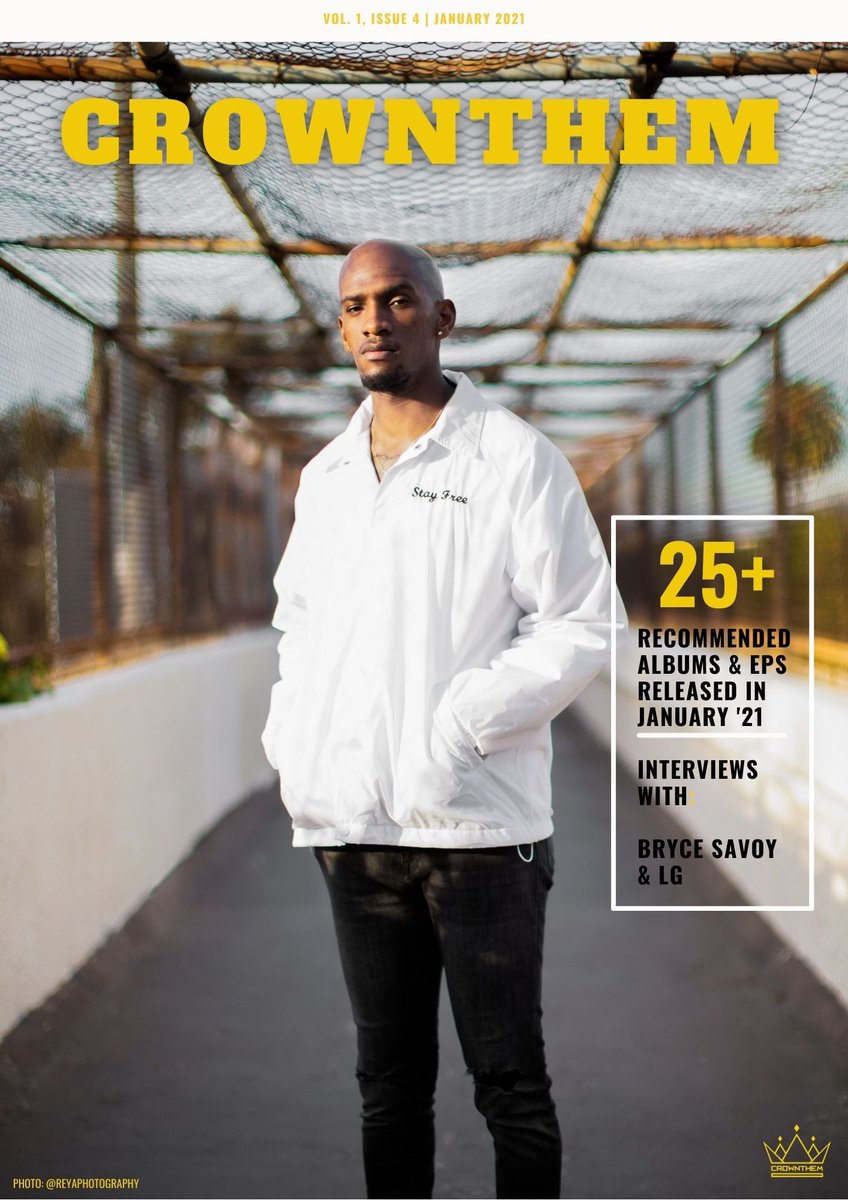 VOL. 1, ISSUE 4 | JANUARY 2021
CROWNTHEM
Stay Free
25+
RECOMMENDED
ALBUMS & EPS
RELEASED IN
JANUARY '21
INTERVIEWS
WITH:
BRYCE SAVOY
& LG
CROWNTHEM
PHOTO: @REYAPHOTOGRAPHY